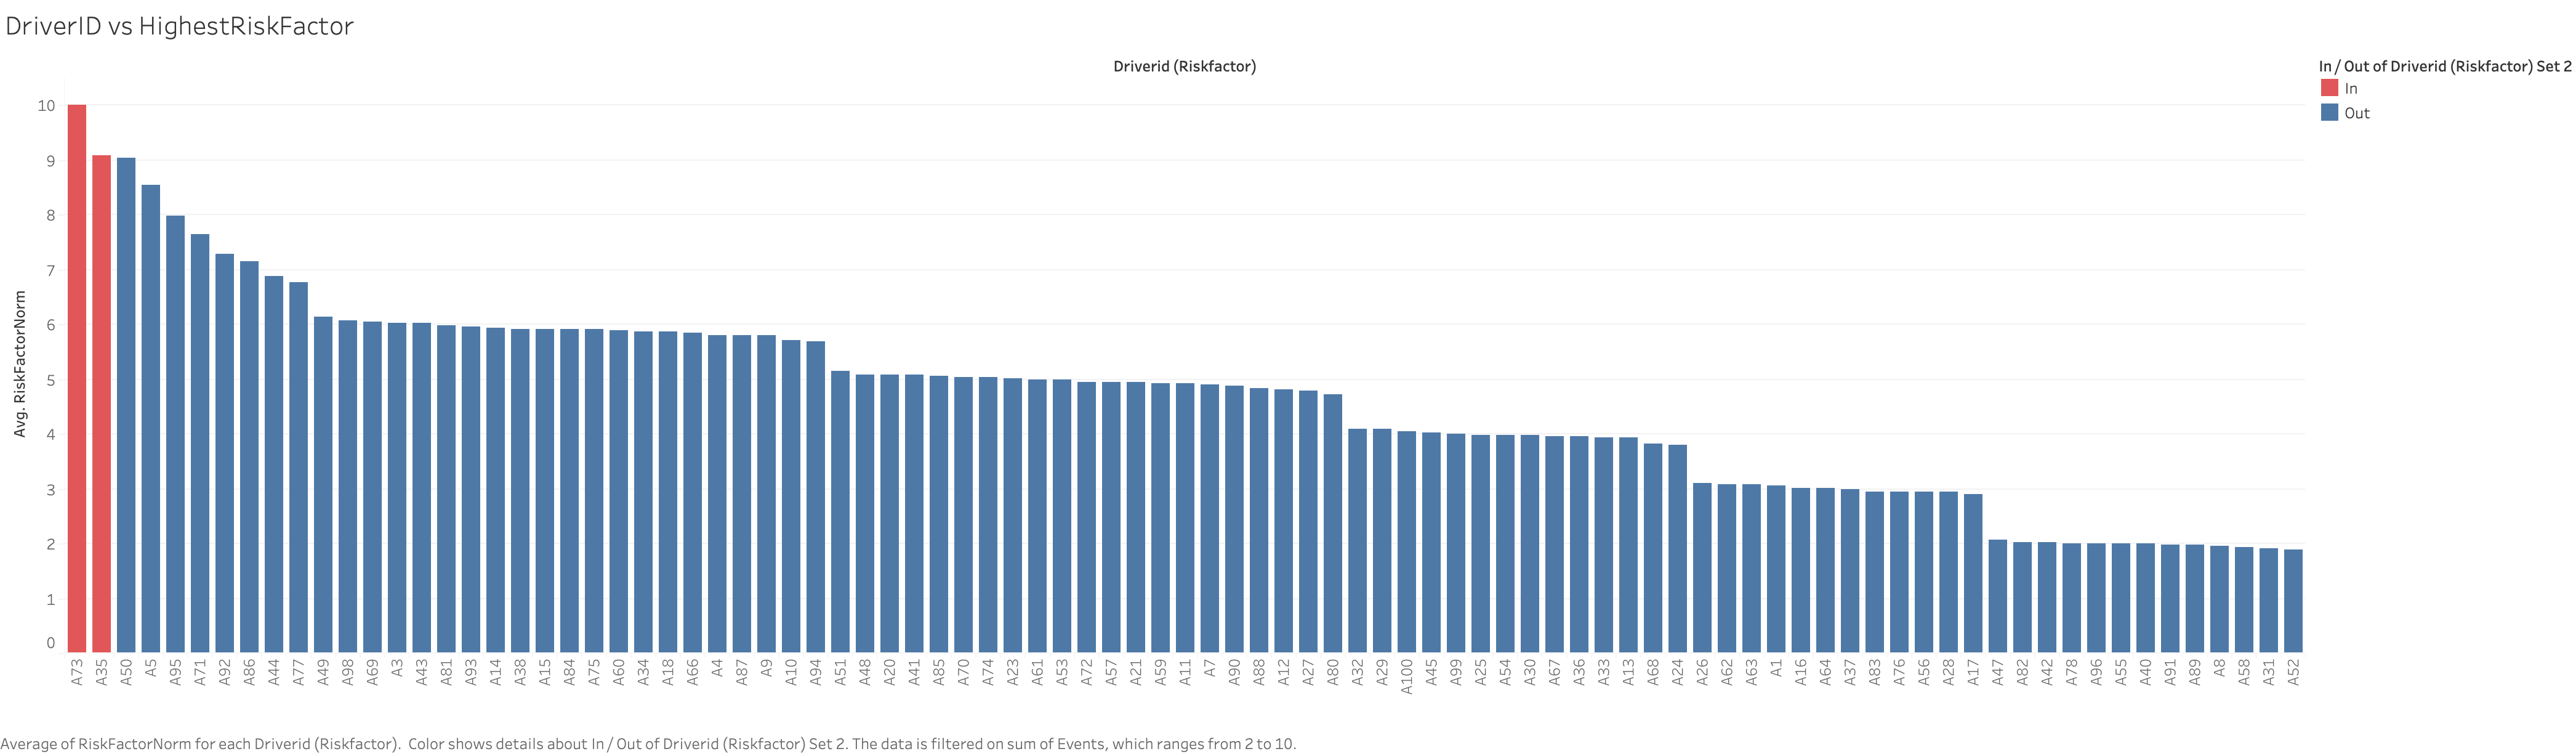 DriverID vs HighestRiskFactor
Driverid (Riskfactor)
In / Out of Driverid (Riskfactor) Set 2
In
Out
Avg. RiskFactorNorm
10
9
8
7
6
5
4
3
2
1
0
A73
A35
A50
A5
A95
A71
A92
A86
A44
A77
A49
A98
A69
A3
A43
A81
A93
A14
A38
A15
A84
A75
A60
A34
A18
A66
A4
A87
A9
A10
A94
A51
A48
A20
A41
A85
A70
A74
A23
A61
A53
A72
A57
A21
A59
A11
A7
A90
A88
A12
A27
A80
A32
A29
A100
A45
A99
A25
A54
A30
A67
A36
A33
A13
A68
A24
A26
A62
A63
A1
A16
A64
A37
A83
A76
A56
A28
A17
A47
A82
A42
A78
A96
A55
A40
A91
A89
A8
A58
A31
A52
Average of RiskFactorNorm for each Driverid (Riskfactor).  Color shows details about In / Out of Driverid (Riskfactor) Set 2. The data is filtered on sum of Events, which ranges from 2 to 10.